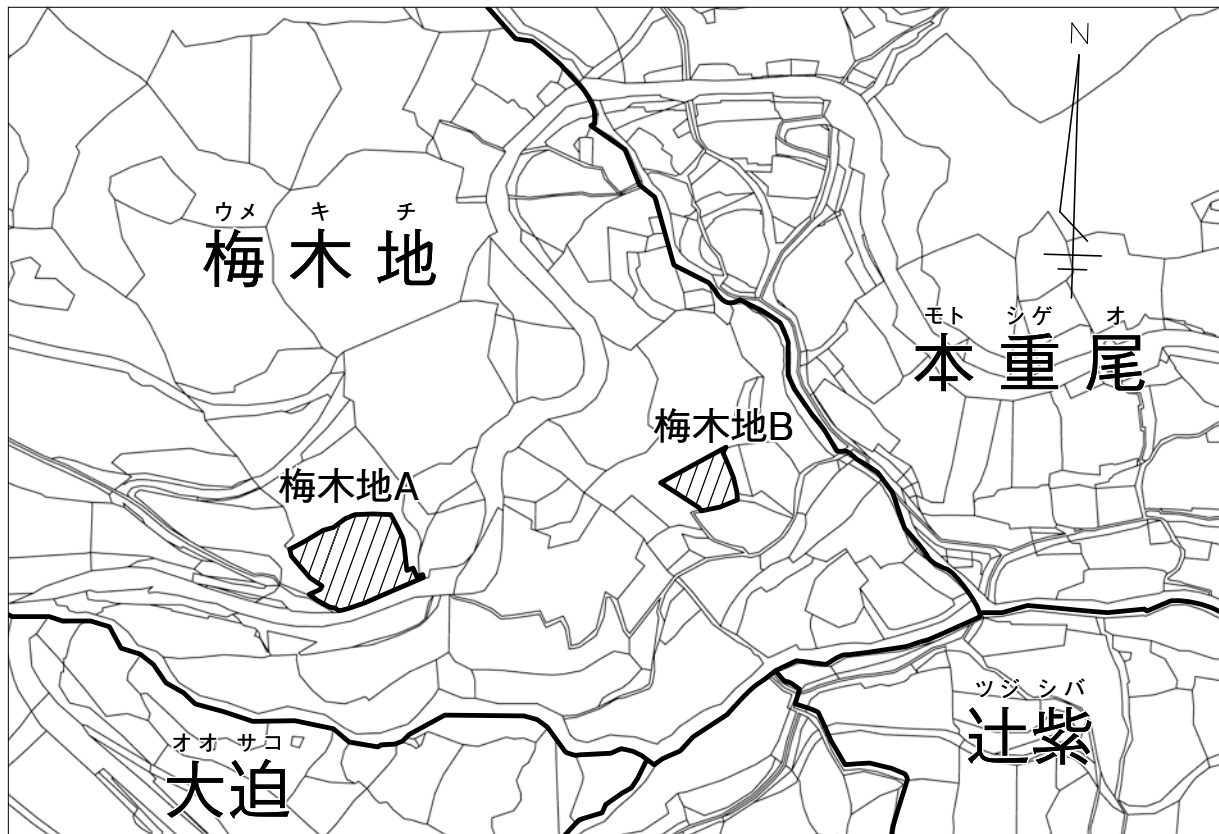 N
ウメ キ チ
梅木地
モト シゲ オ
本重尾
梅木地B
梅木地A
ツジ シバ
辻紫
オオ サコ
大迫